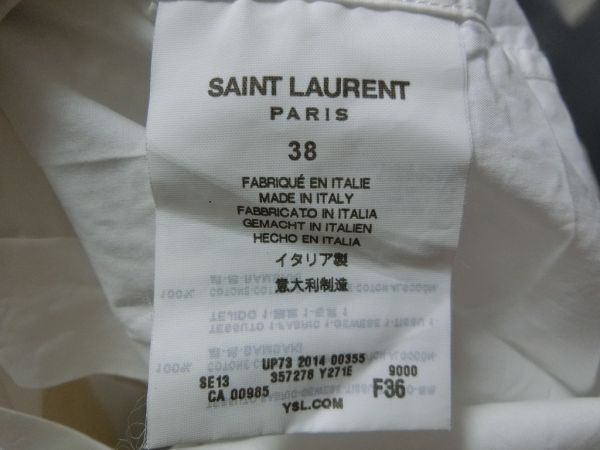 SAINT LAURENT
PARIS
38
FABRIQUÉ EN ITALIE
MADE IN ITALY
FABBRICATO IN ITALIA
GEMACHT IN ITALIEN
HECHO EN ITALIA
イタリア製
意大利制造
UP73 2014 00355
SE13 357278 Y271E 9000
CA 00985 F36
YSL.COM